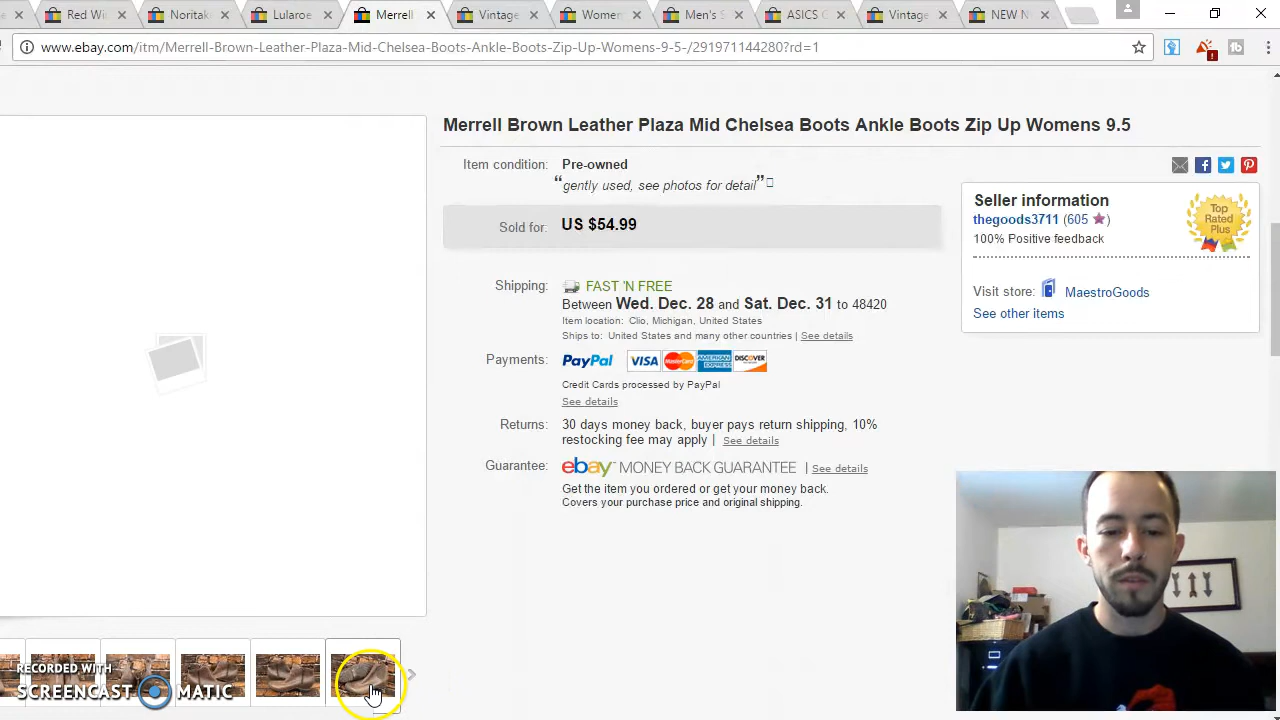 Red Wi
Noritak
Lularoe
Merrell
Vintage
Women
Men's S
ASICS G
Vintage
NEW N
www.ebay.com/itm/Merrell-Brown-Leather-Plaza-Mid-Chelsea-Boots-Ankle-Boots-Zip-Up-Womens-9-5-/291971144280?rd=1
Merrell Brown Leather Plaza Mid Chelsea Boots Ankle Boots Zip Up Womens 9.5
Item condition: Pre-owned
“gently used, see photos for detail”
Sold for: US $54.99
Shipping: FAST 'N FREE
Between Wed. Dec. 28 and Sat. Dec. 31 to 48420
Item location: Clio, Michigan, United States
Ships to: United States and many other countries | See details
Payments: PayPal VISA MasterCard AMERICAN EXPRESS DISCOVER
Credit Cards processed by PayPal
See details
Returns: 30 days money back, buyer pays return shipping, 10%
restocking fee may apply | See details
Guarantee: ebay MONEY BACK GUARANTEE | See details
Get the item you ordered or get your money back.
Covers your purchase price and original shipping.
Seller information
thegoods3711 (605 ★)
100% Positive feedback
Top
Rated
Plus
Visit store: MaestroGoods
See other items
RECORDED WITH
SCREENCAST MATIC